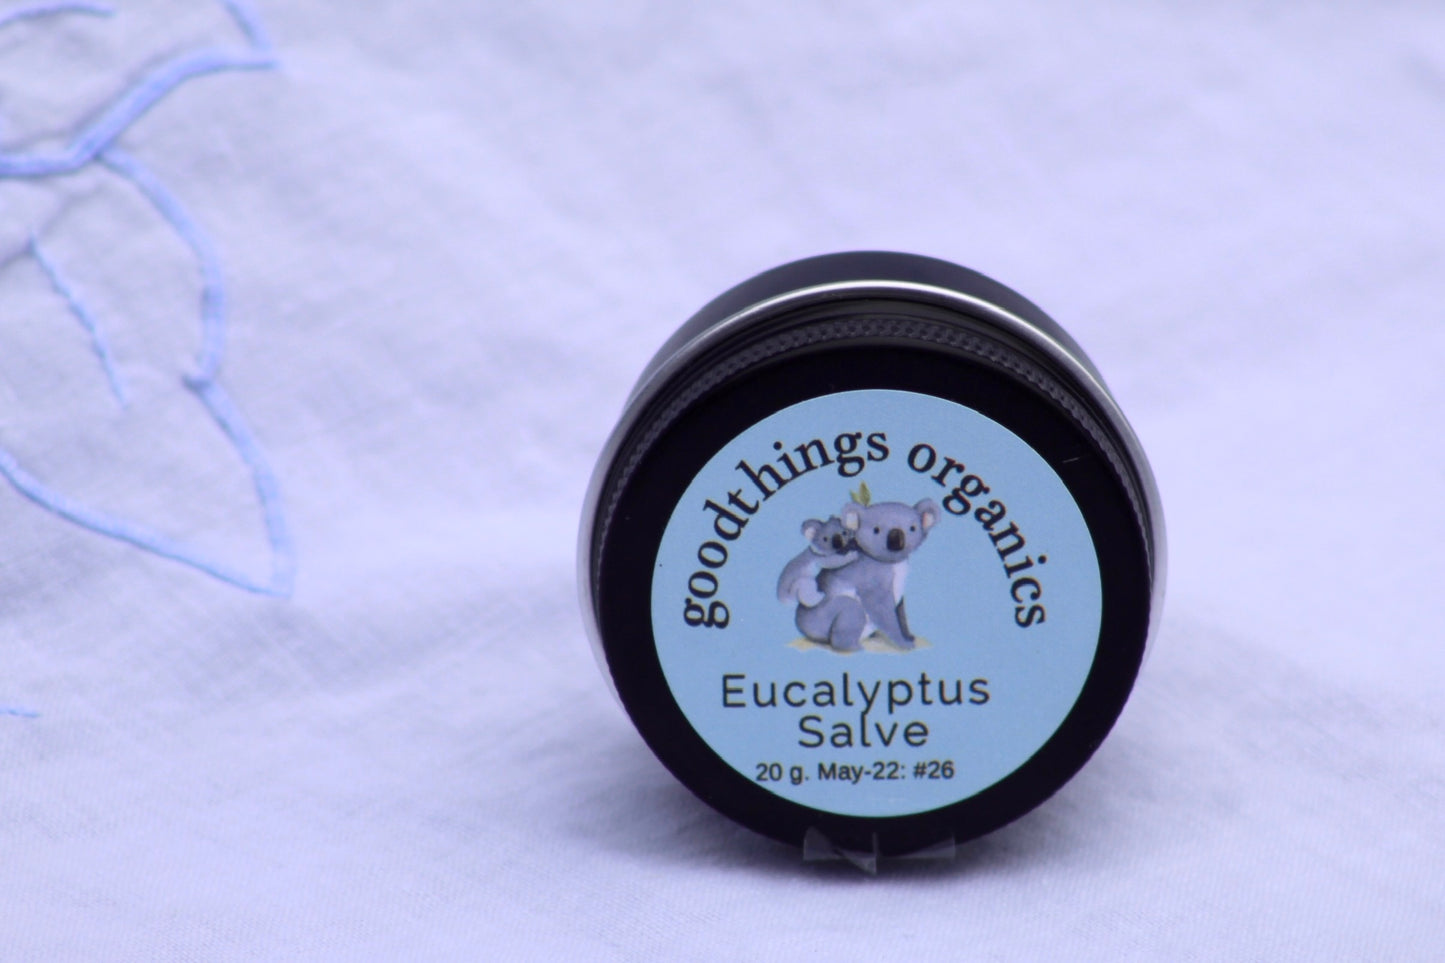 goodthings organics
Eucalyptus
Salve
20 g. May-22: #26